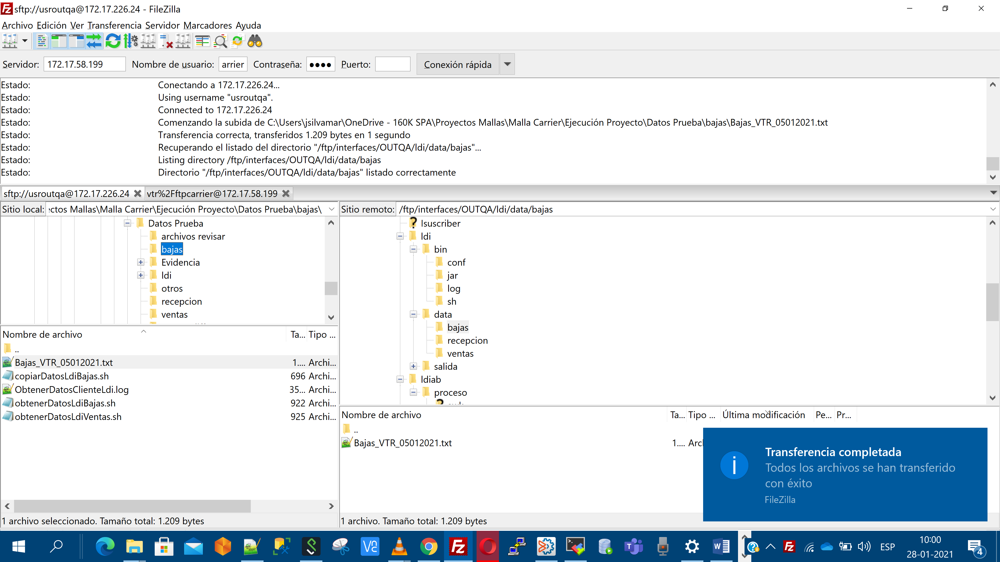 sftp://usroutqa@172.17.226.24 - FileZilla
Archivo Edición Ver Transferencia Servidor Marcadores Ayuda
Servidor: 172.17.58.199 Nombre de usuario: arrier Contraseña: ●●●● Puerto: Conexión rápida
Estado: Conectando a 172.17.226.24...
Estado: Using username "usroutqa".
Estado: Connected to 172.17.226.24
Estado: Comenzando la subida de C:\Users\jsilvamar\OneDrive - 160K SPA\Proyectos Mallas\Malla Carrier\Ejecución Proyecto\Datos Prueba\bajas\Bajas_VTR_05012021.txt
Estado: Transferencia correcta, transferidos 1.209 bytes en 1 segundo
Estado: Recuperando el listado del directorio "/ftp/interfaces/OUTQA/ldi/data/bajas"...
Estado: Listing directory /ftp/interfaces/OUTQA/ldi/data/bajas
Estado: Directorio "/ftp/interfaces/OUTQA/ldi/data/bajas" listado correctamente
sftp://usroutqa@172.17.226.24 vtr%2Fftpcarrier@172.17.58.199
Sitio local: ectos Mallas\Malla Carrier\Ejecución Proyecto\Datos Prueba\bajas\
Datos Prueba
archivos revisar
bajas
Evidencia
ldi
otros
recepcion
ventas
Nombre de archivo Ta... Tipo ...
..
Bajas_VTR_05012021.txt 1.... Archi...
copiarDatosLdiBajas.sh 696 Archi...
ObtenerDatosClienteLdi.log 35... Archi...
obtenerDatosLdiBajas.sh 922 Archi...
obtenerDatosLdiVentas.sh 925 Archi...
1 archivo seleccionado. Tamaño total: 1.209 bytes
Sitio remoto: /ftp/interfaces/OUTQA/ldi/data/bajas
lsuscriber
ldi
bin
conf
jar
log
sh
data
bajas
recepcion
ventas
salida
ldiab
proceso
Nombre de archivo Ta... Tipo ... Última modificación Pe... Pr...
..
Bajas_VTR_05012021.txt 1.... Arcl
1 archivo. Tamaño total: 1.209 bytes
Transferencia completada
Todos los archivos se han transferido
con éxito
FileZilla
ESP
10:00
28-01-2021
4